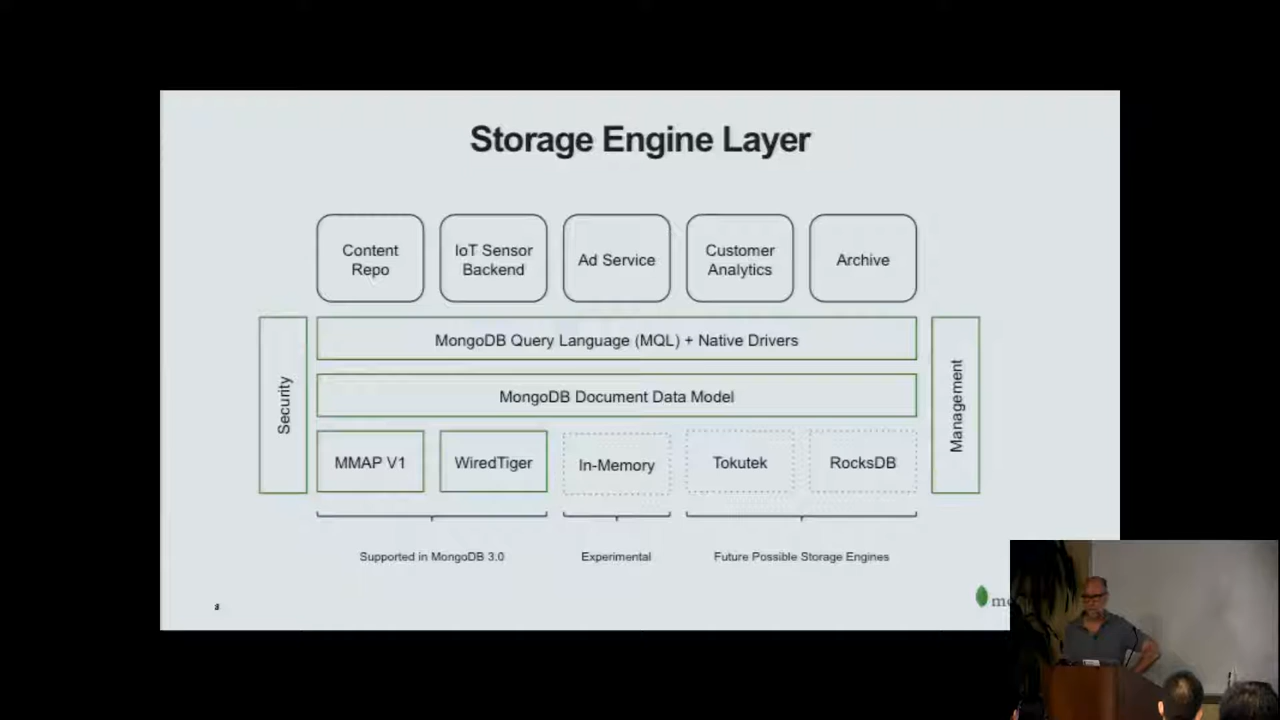 Storage Engine Layer
Content
Repo
IoT Sensor
Backend
Ad Service
Customer
Analytics
Archive
Security
MongoDB Query Language (MQL) + Native Drivers
MongoDB Document Data Model
MMAP V1
WiredTiger
In-Memory
Tokutek
RocksDB
Management
Supported in MongoDB 3.0
Experimental
Future Possible Storage Engines